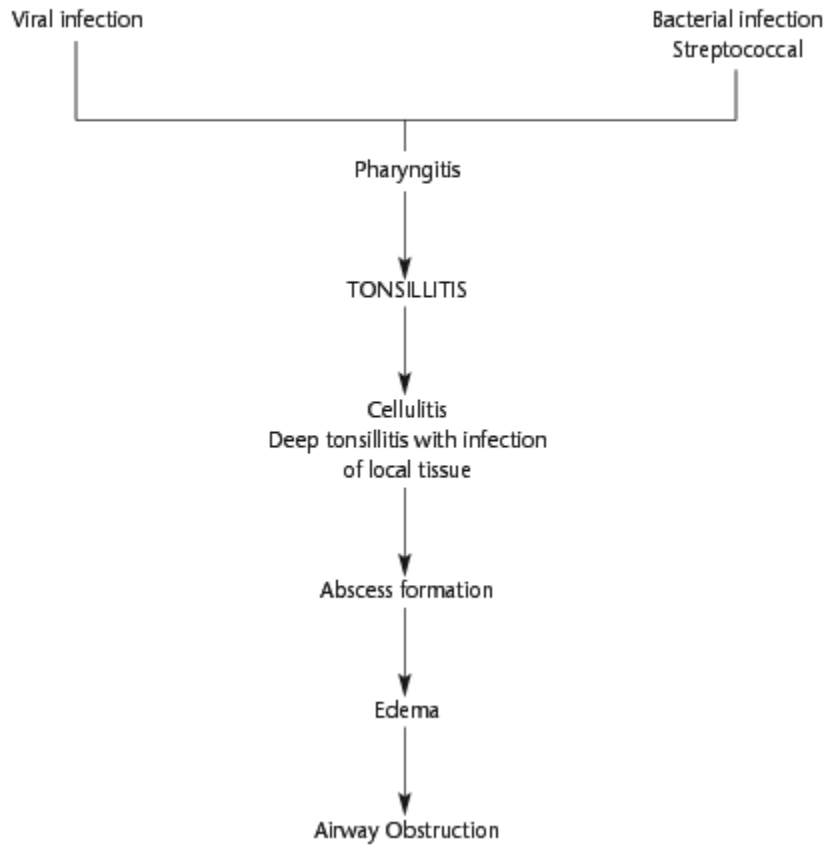 Viral infection
Bacterial infection
Streptococcal
Pharyngitis
TONSILLITIS
Cellulitis
Deep tonsillitis with infection
of local tissue
Abscess formation
Edema
Airway Obstruction